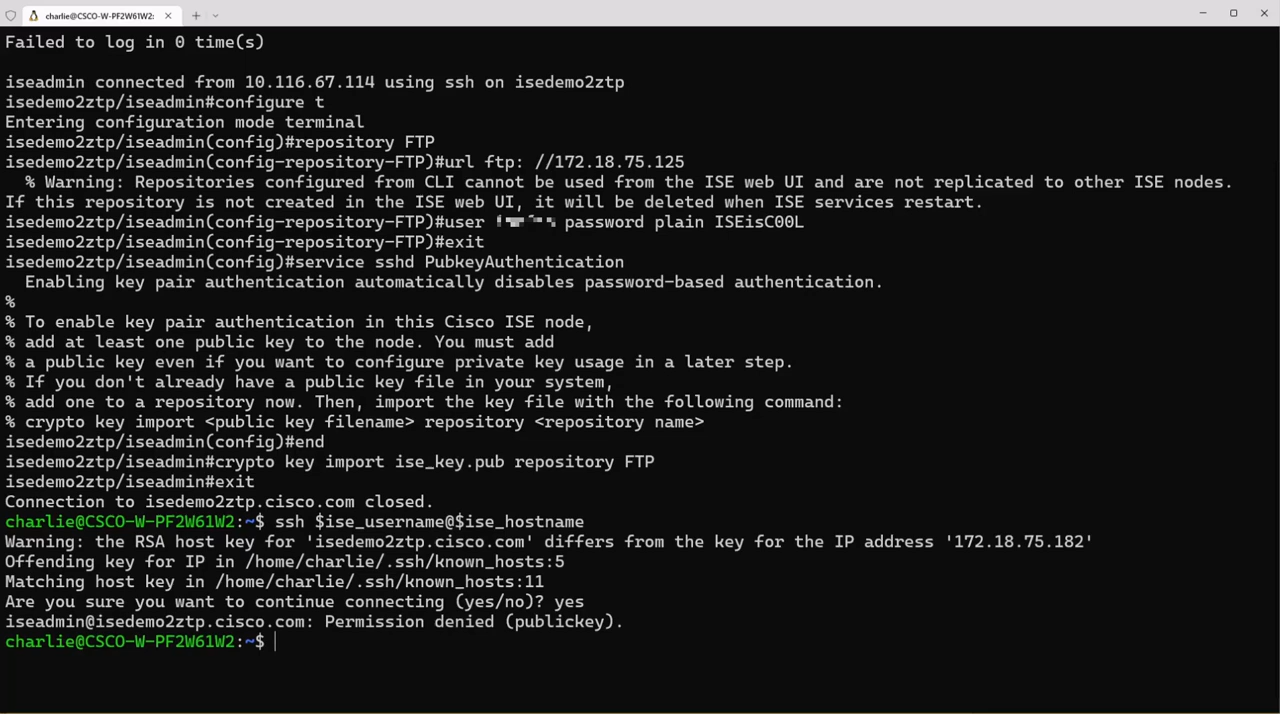 charlie@CSCO-W-PF2W61W2:
Failed to log in 0 time(s)
iseadmin connected from 10.116.67.114 using ssh on isedemo2ztp
isedemo2ztp/iseadmin#configure t
Entering configuration mode terminal
isedemo2ztp/iseadmin(config)#repository FTP
isedemo2ztp/iseadmin(config-repository-FTP)#url ftp: //172.18.75.125
% Warning: Repositories configured from CLI cannot be used from the ISE web UI and are not replicated to other ISE nodes.
If this repository is not created in the ISE web UI, it will be deleted when ISE services restart.
isedemo2ztp/iseadmin(config-repository-FTP)#user password plain ISEisC00L
isedemo2ztp/iseadmin(config-repository-FTP)#exit
isedemo2ztp/iseadmin(config)#service sshd PubkeyAuthentication
Enabling key pair authentication automatically disables password-based authentication.
%
% To enable key pair authentication in this Cisco ISE node,
% add at least one public key to the node. You must add
% a public key even if you want to configure private key usage in a later step.
% If you don't already have a public key file in your system,
% add one to a repository now. Then, import the key file with the following command:
% crypto key import <public key filename> repository <repository name>
isedemo2ztp/iseadmin(config)#end
isedemo2ztp/iseadmin#crypto key import ise_key.pub repository FTP
isedemo2ztp/iseadmin#exit
Connection to isedemo2ztp.cisco.com closed.
charlie@CSCO-W-PF2W61W2:~$ ssh $ise_username@$ise_hostname
Warning: the RSA host key for 'isedemo2ztp.cisco.com' differs from the key for the IP address '172.18.75.182'
Offending key for IP in /home/charlie/.ssh/known_hosts:5
Matching host key in /home/charlie/.ssh/known_hosts:11
Are you sure you want to continue connecting (yes/no)? yes
iseadmin@isedemo2ztp.cisco.com: Permission denied (publickey).
charlie@CSCO-W-PF2W61W2:~$